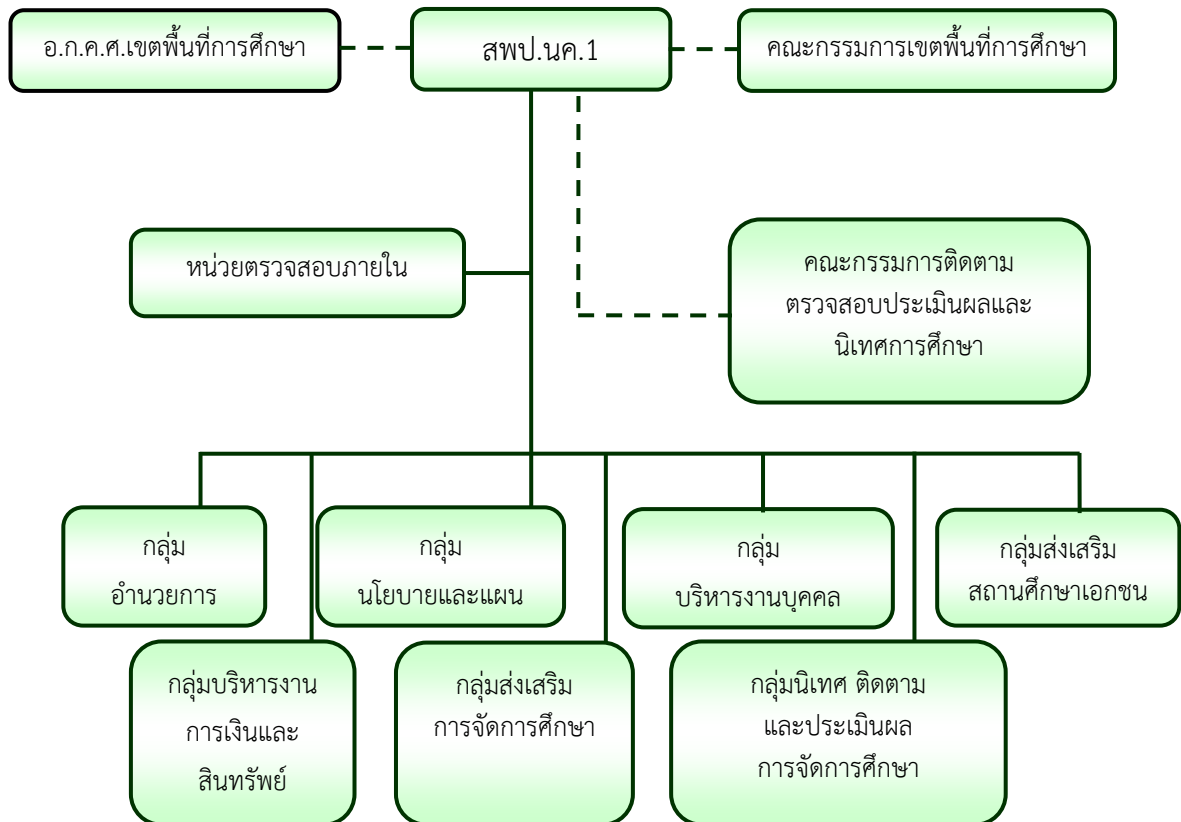 อ.ก.ค.ศ.เขตพื้นที่การศึกษา
สพป.นค.1
คณะกรรมการเขตพื้นที่การศึกษา
หน่วยตรวจสอบภายใน
คณะกรรมการติดตาม
ตรวจสอบประเมินผลและ
นิเทศการศึกษา
กลุ่ม
อำนวยการ
กลุ่ม
นโยบายและแผน
กลุ่ม
บริหารงานบุคคล
กลุ่มส่งเสริม
สถานศึกษาเอกชน
กลุ่มบริหารงาน
การเงินและ
สินทรัพย์
กลุ่มส่งเสริม
การจัดการศึกษา
กลุ่มนิเทศ ติดตาม
และประเมินผล
การจัดการศึกษา